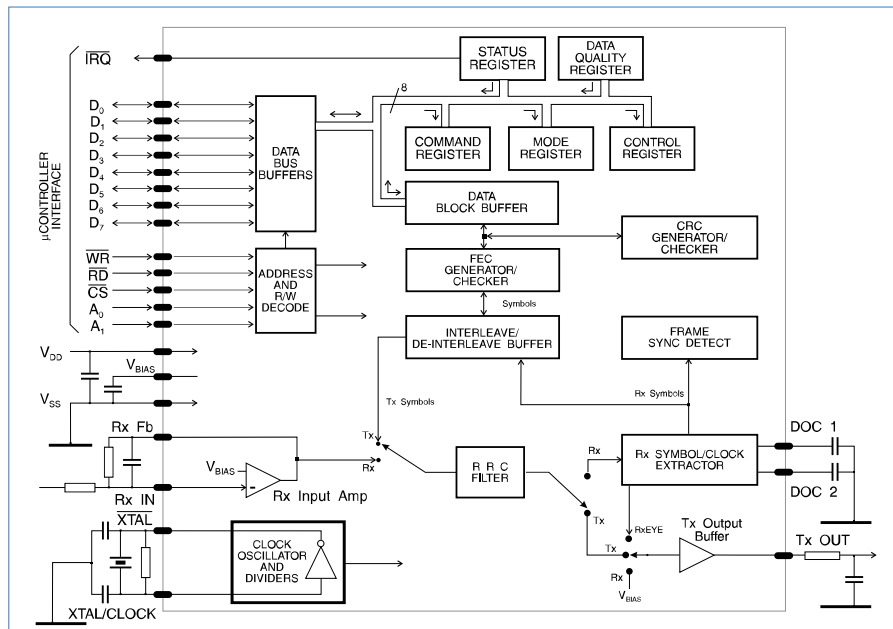 STATUS
REGISTER
DATA
QUALITY
REGISTER
IRQ
8
µCONTROLLER
INTERFACE
D0
D1
D2
D3
D4
D5
D6
D7
DATA
BUS
BUFFERS
COMMAND
REGISTER
MODE
REGISTER
CONTROL
REGISTER
DATA
BLOCK BUFFER
CRC
GENERATOR/
CHECKER
WR
RD
CS
A0
A1
ADDRESS
AND
R/W
DECODE
FEC
GENERATOR/
CHECKER
Symbols
INTERLEAVE/
DE-INTERLEAVE BUFFER
FRAME
SYNC DETECT
VDD
VBIAS
VSS
Tx Symbols
Rx Symbols
Rx Fb
VBIAS
Rx IN
Rx Input Amp
Tx
Rx
R R C
FILTER
Rx
Tx
Rx SYMBOL/CLOCK
EXTRACTOR
DOC 1
DOC 2
RxEYE
Tx
Rx
VBIAS
Tx Output
Buffer
Tx OUT
XTAL
CLOCK
OSCILLATOR
AND
DIVIDERS
XTAL/CLOCK